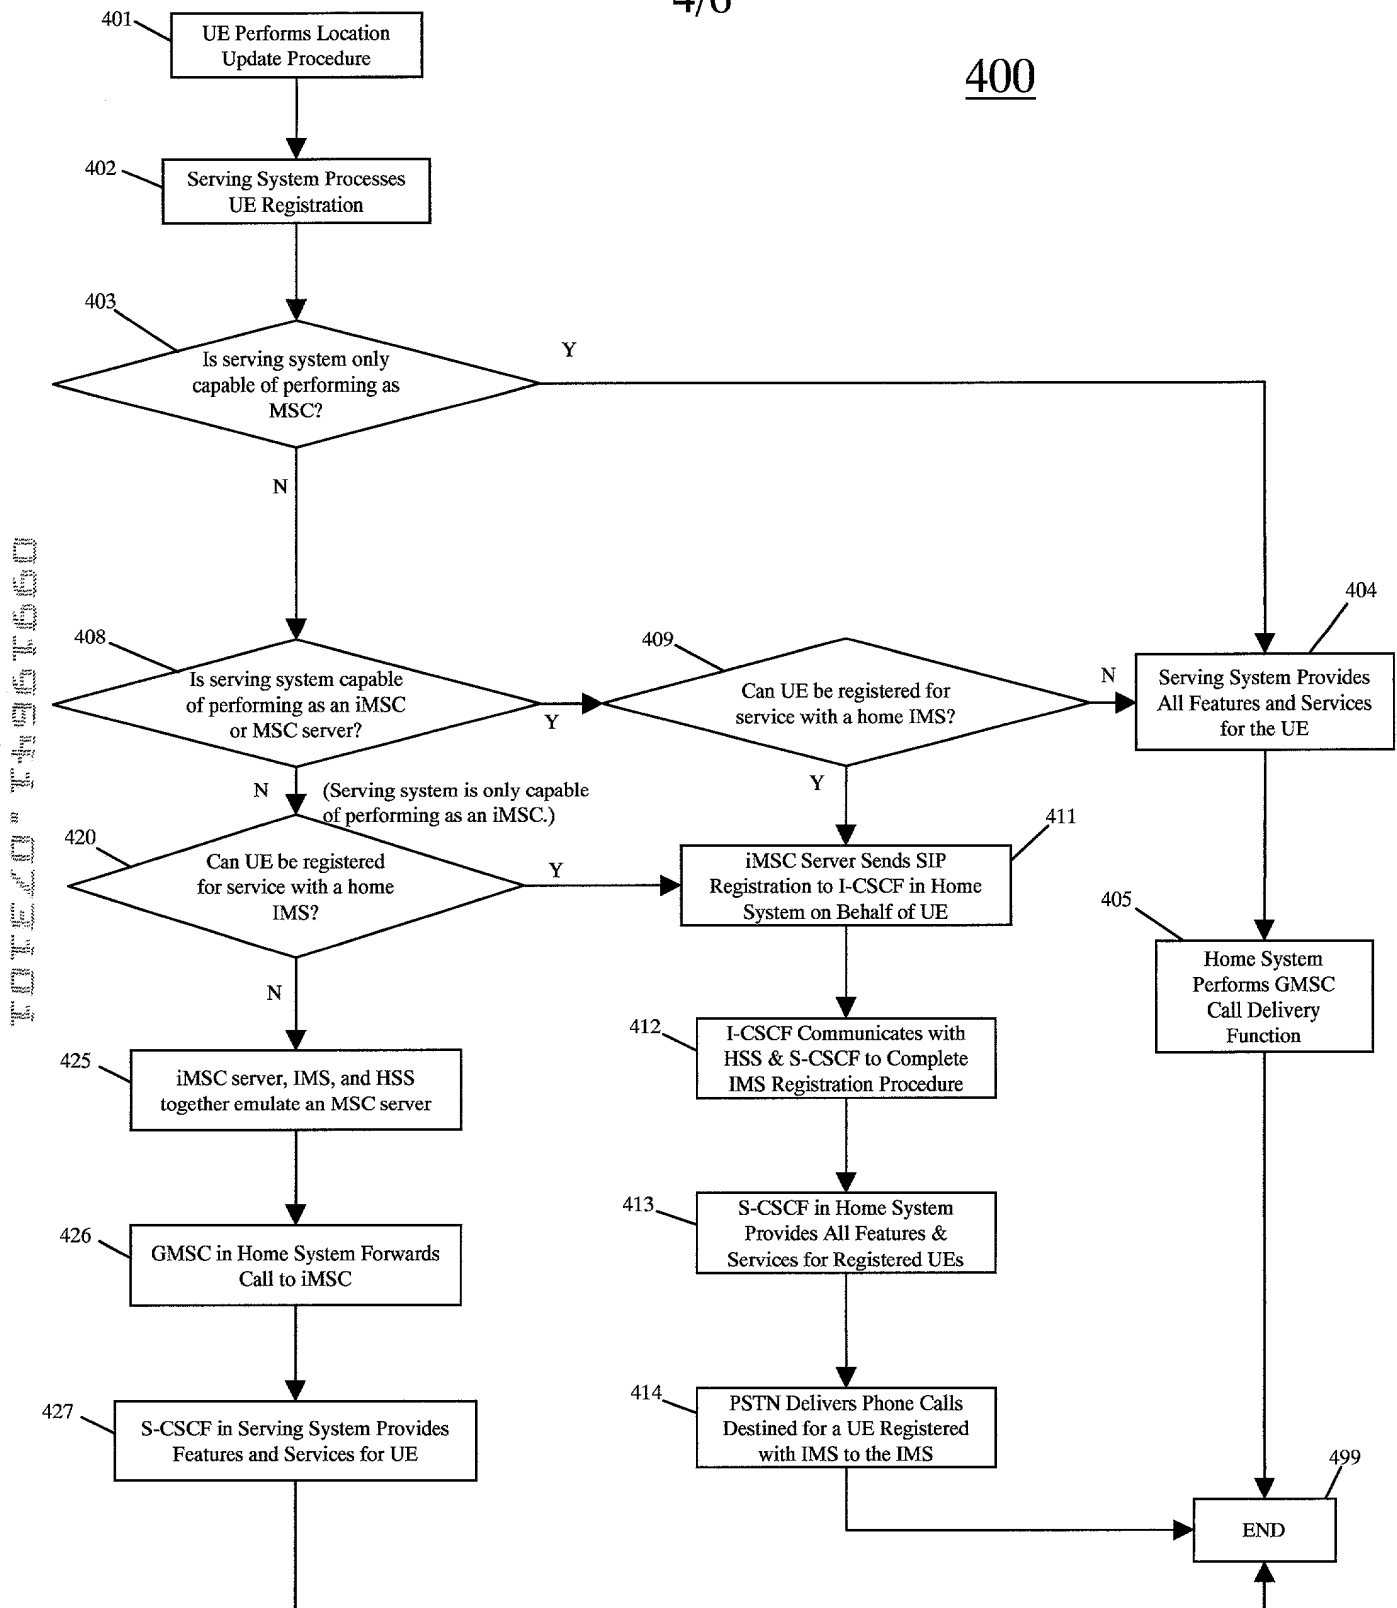 4/6
400
401
UE Performs Location
Update Procedure
402
Serving System Processes
UE Registration
403
Is serving system only
capable of performing as
MSC?
Y
N
404
Serving System Provides
All Features and Services
for the UE
408
Is serving system capable
of performing as an iMSC
or MSC server?
Y
409
Can UE be registered for
service with a home IMS?
N
Y
N
(Serving system is only capable
of performing as an iMSC.)
420
Can UE be registered
for service with a home
IMS?
Y
411
iMSC Server Sends SIP
Registration to I-CSCF in Home
System on Behalf of UE
405
Home System
Performs GMSC
Call Delivery
Function
N
412
I-CSCF Communicates with
HSS & S-CSCF to Complete
IMS Registration Procedure
425
iMSC server, IMS, and HSS
together emulate an MSC server
413
S-CSCF in Home System
Provides All Features &
Services for Registered UEs
426
GMSC in Home System Forwards
Call to iMSC
414
PSTN Delivers Phone Calls
Destined for a UE Registered
with IMS to the IMS
427
S-CSCF in Serving System Provides
Features and Services for UE
499
END